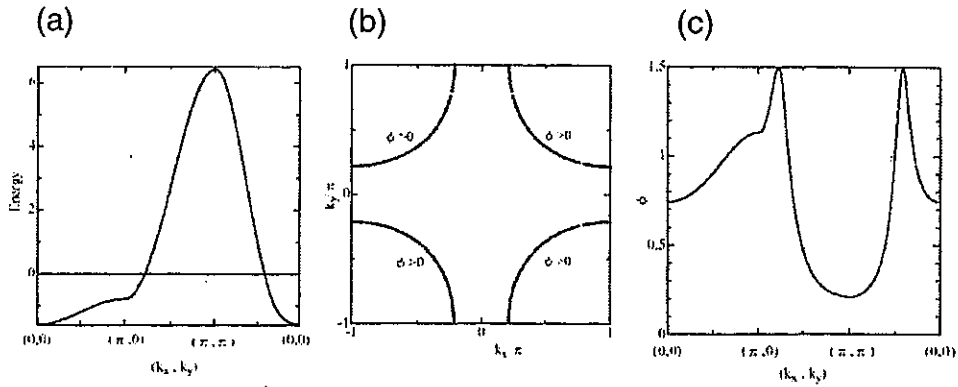 (a)
(b)
(c)
6
4
2
0
Energy
(0,0)
(π,0)
(π,π)
(0,0)
(kx , ky)
1
0
-1
ky π
ϕ >0
ϕ >0
ϕ >0
-1
0
1
kx π
1.5
1
0.5
0
ϕ
(0,0)
(π,0)
(π,π)
(0,0)
(kx , ky)